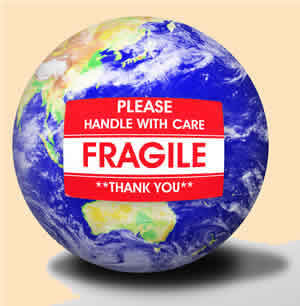 PLEASE
HANDLE WITH CARE
FRAGILE
**THANK YOU**